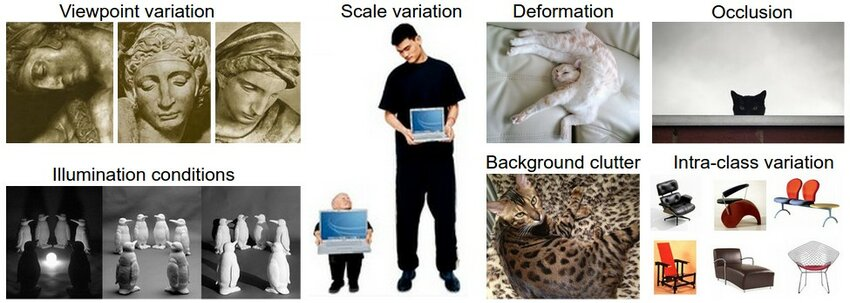 Viewpoint variation
Scale variation
Deformation
Occlusion
Illumination conditions
Background clutter
Intra-class variation